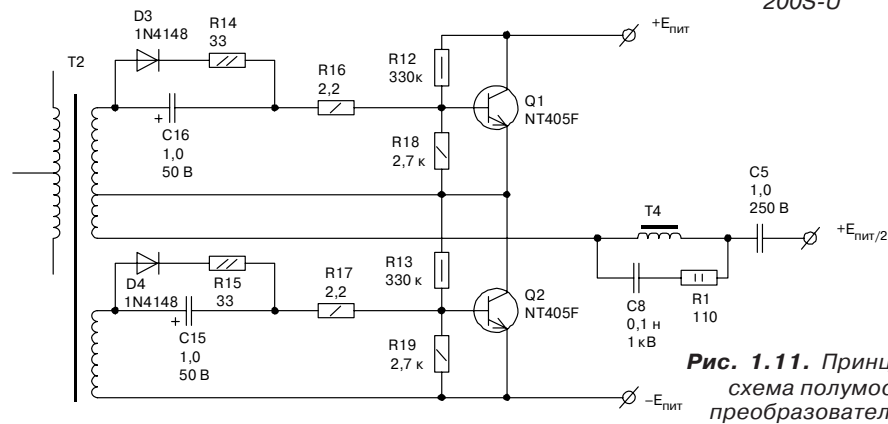 200S-U
D3
1N4148
R14
33
T2
R16
2,2
R12
330к
+Eпит
C16
1,0
50 В
+
Q1
NT405F
R18
2,7 к
C5
1,0
250 В
T4
+Eпит/2
D4
1N4148
R15
33
R17
2,2
R13
330 к
Q2
NT405F
C8
0,1 н
1 кВ
R1
110
C15
1,0
50 В
+
R19
2,7 к
–Eпит
Рис. 1.11. Принц
схема полумос
преобразовател